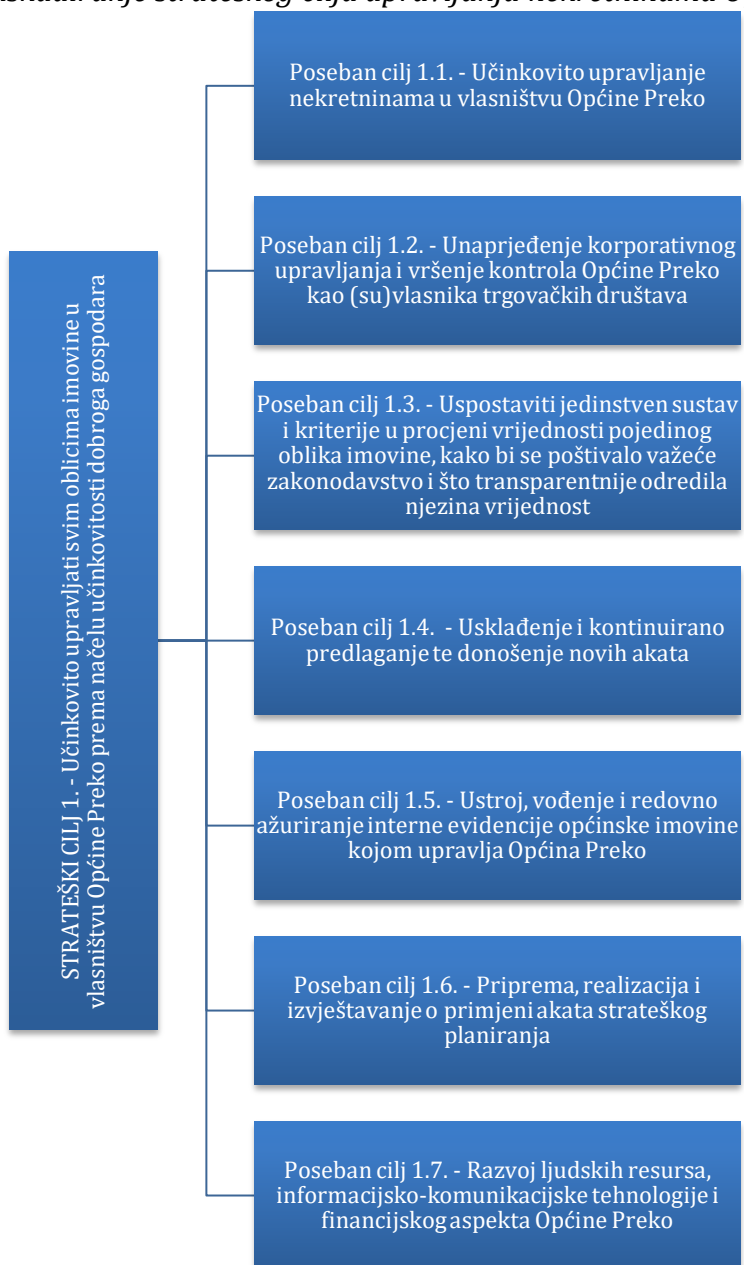 STRATEŠKI CILJ 1. - Učinkovito upravljati svim oblicima imovine u
vlasništvu Općine Preko prema načelu učinkovitosti dobroga gospodara
Poseban cilj 1.1. - Učinkovito upravljanje
nekretninama u vlasništvu Općine Preko
Poseban cilj 1.2. - Unaprjeđenje korporativnog
upravljanja i vršenje kontrola Općine Preko
kao (su)vlasnika trgovačkih društava
Poseban cilj 1.3. - Uspostaviti jedinstven sustav
i kriterije u procjeni vrijednosti pojedinog
oblika imovine, kako bi se poštivalo važeće
zakonodavstvo i što transparentnije odredila
njezina vrijednost
Poseban cilj 1.4. - Usklađenje i kontinuirano
predlaganje te donošenje novih akata
Poseban cilj 1.5. - Ustroj, vođenje i redovno
ažuriranje interne evidencije općinske imovine
kojom upravlja Općina Preko
Poseban cilj 1.6. - Priprema, realizacija i
izvještavanje o primjeni akata strateškog
planiranja
Poseban cilj 1.7. - Razvoj ljudskih resursa,
informacijsko-komunikacijske tehnologije i
financijskog aspekta Općine Preko